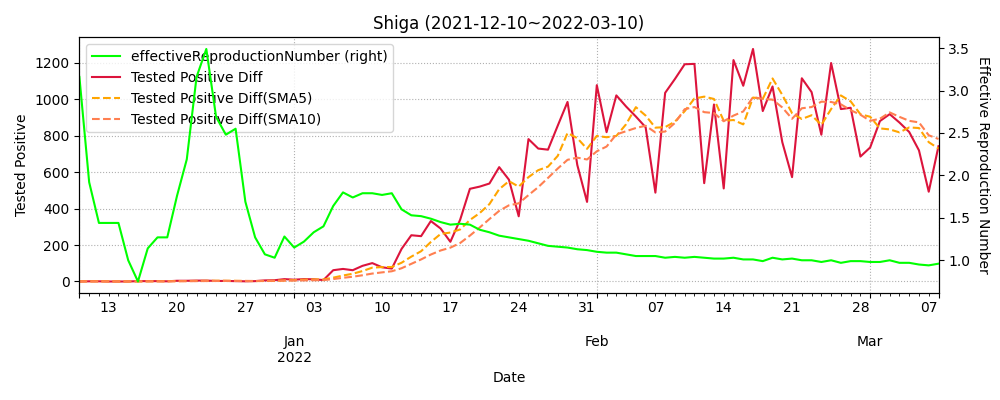 Shiga (2021-12-10~2022-03-10)
effectiveReproductionNumber (right)
Tested Positive Diff
Tested Positive Diff(SMA5)
Tested Positive Diff(SMA10)
Tested Positive
1200
1000
800
600
400
200
0
3.5
3.0
2.5
2.0
1.5
1.0
Effective Reproduction Number
13 20 27 03 10 17 24 31 07 14 21 28 07
Jan Feb Mar
2022
Date